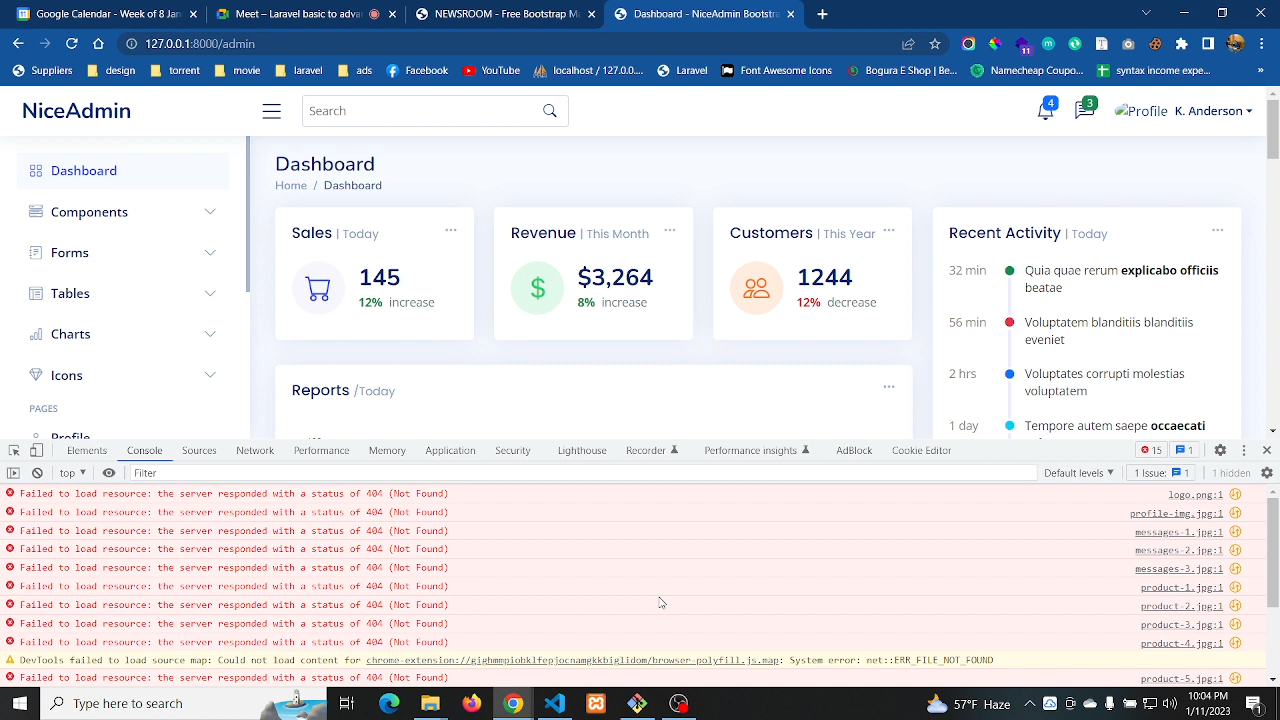 Google Calendar - Week of 8 Jan
Meet – Laravel basic to adva
NEWSROOM - Free Bootstrap Ma
Dashboard - NiceAdmin Bootstra
127.0.0.1:8000/admin
11
Suppliers
design
torrent
movie
laravel
ads
Facebook
YouTube
localhost / 127.0....
Laravel
Font Awesome Icons
Bogura E Shop | Be...
Namecheap Coupo...
syntax income expe...
»
NiceAdmin
Search
4
3
Profile
K. Anderson
Dashboard
Components
Forms
Tables
Charts
Icons
PAGES
Profile
Dashboard
Home / Dashboard
Sales | Today
145
12% increase
Revenue | This Month
$3,264
8% increase
Customers | This Year
1244
12% decrease
Reports /Today
Recent Activity | Today
32 min Quia quae rerum explicabo officiis
beatae
56 min Voluptatem blanditiis blanditiis
eveniet
2 hrs Voluptates corrupti molestias
voluptatem
1 day Tempore autem saepe occaecati
Elements Console Sources Network Performance Memory Application Security Lighthouse Recorder Performance insights AdBlock Cookie Editor
15
1
top
Filter
Default levels
1 Issue: 1
1 hidden
Failed to load resource: the server responded with a status of 404 (Not Found) logo.png:1
Failed to load resource: the server responded with a status of 404 (Not Found) profile-img.jpg:1
Failed to load resource: the server responded with a status of 404 (Not Found) messages-1.jpg:1
Failed to load resource: the server responded with a status of 404 (Not Found) messages-2.jpg:1
Failed to load resource: the server responded with a status of 404 (Not Found) messages-3.jpg:1
Failed to load resource: the server responded with a status of 404 (Not Found) product-1.jpg:1
Failed to load resource: the server responded with a status of 404 (Not Found) product-2.jpg:1
Failed to load resource: the server responded with a status of 404 (Not Found) product-3.jpg:1
Failed to load resource: the server responded with a status of 404 (Not Found) product-4.jpg:1
DevTools failed to load source map: Could not load content for chrome-extension://gighmmpiobklfepjocnamgkkbiglidom/browser-polyfill.js.map: System error: net::ERR_FILE_NOT_FOUND
Failed to load resource: the server responded with a status of 404 (Not Found) product-5.jpg:1
Type here to search
57°F Haze
10:04 PM
1/11/2023